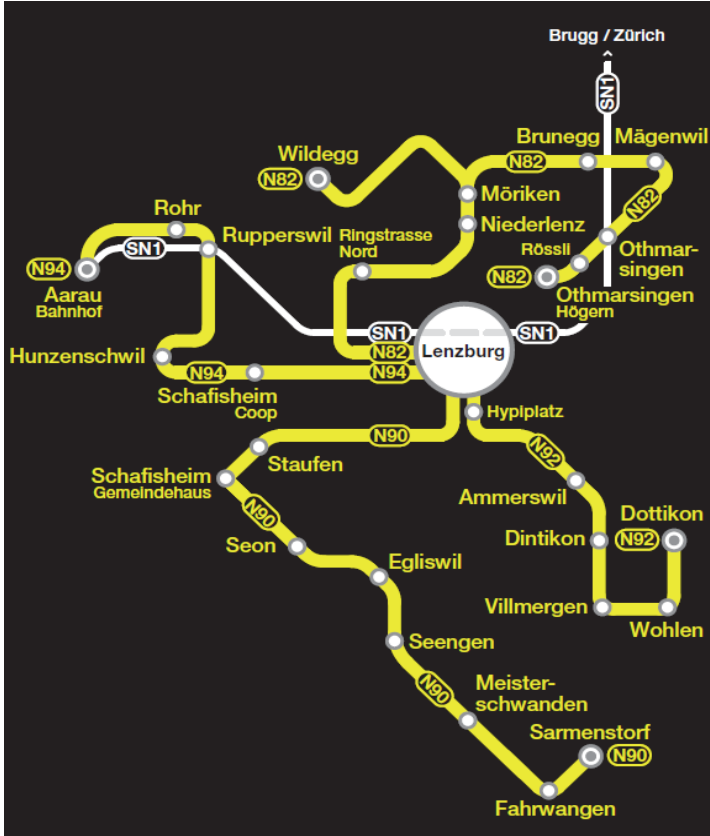 Brugg / Zürich
SN1
Brunegg
Mägenwil
Wildegg
N82
N82
N82
Möriken
Rohr
Niederlenz
SN1
Rupperswil
Ringstrasse
Nord
Rössli
Othmar-
singen
N94
N82
Aarau
Bahnhof
Othmarsingen
Högern
SN1
SN1
Hunzenschwil
N82
Lenzburg
N94
N94
Schafisheim
Coop
Hypiplatz
N90
N92
Staufen
Schafisheim
Gemeindehaus
Ammerswil
N90
Dottikon
Seon
Dintikon
N92
Egliswil
Villmergen
Wohlen
Seengen
N90
Meister-
schwanden
Sarmenstorf
N90
Fahrwangen